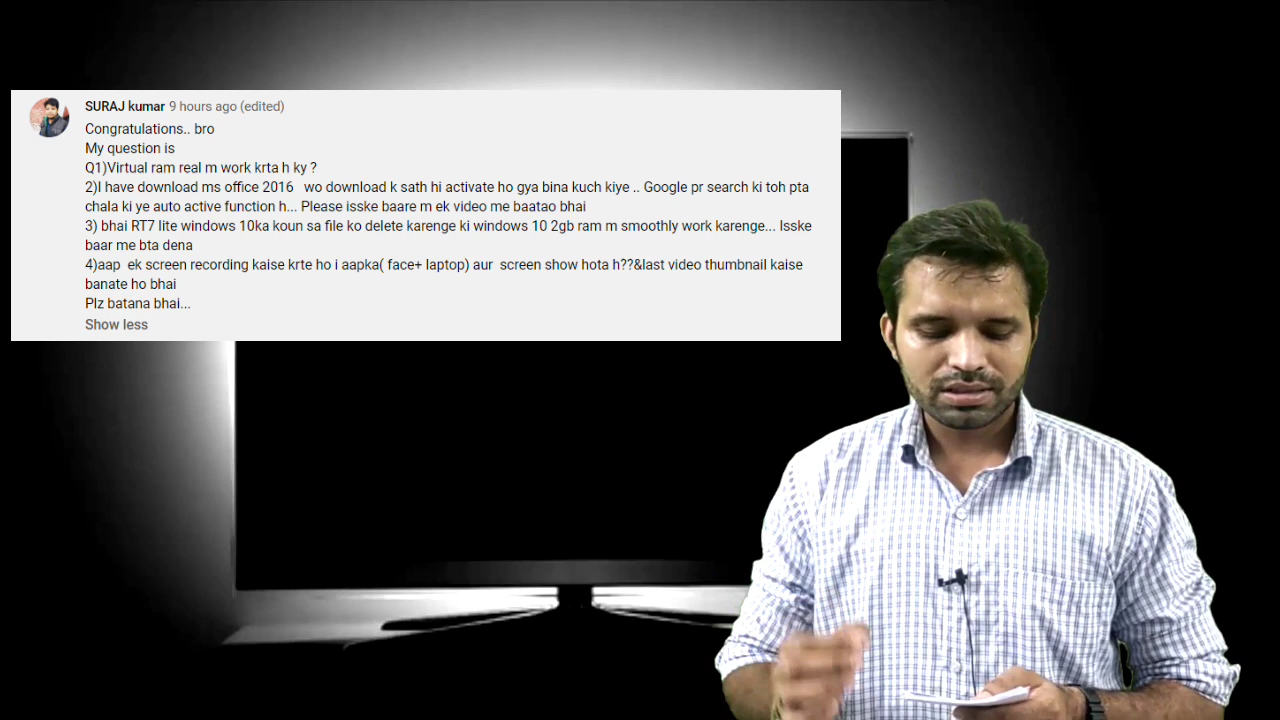 SURAJ kumar 9 hours ago (edited)
Congratulations.. bro
My question is
Q1)Virtual ram real m work krta h ky ?
2)I have download ms office 2016 wo download k sath hi activate ho gya bina kuch kiye .. Google pr search ki toh pta
chala ki ye auto active function h... Please isske baare m ek video me baatao bhai
3) bhai RT7 lite windows 10ka koun sa file ko delete karenge ki windows 10 2gb ram m smoothly work karenge... Isske
baar me bta dena
4)aap ek screen recording kaise krte ho i aapka( face+ laptop) aur screen show hota h??&last video thumbnail kaise
banate ho bhai
Plz batana bhai...
Show less